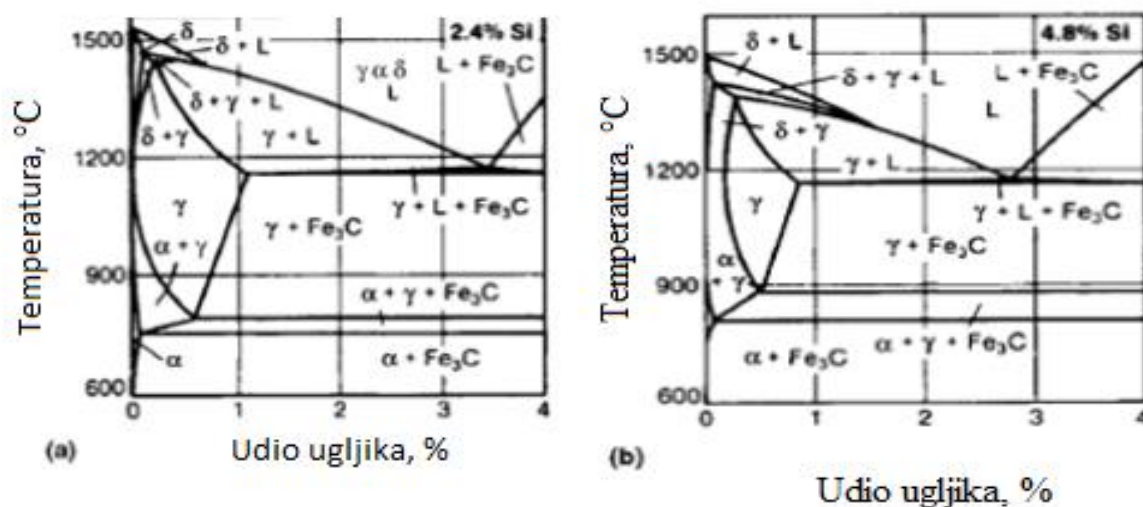 2.4% Si
1500
δ
δ + L
γ α δ
L
L + Fe₃C
δ + γ + L
δ + γ
γ + L
1200
γ
γ + L + Fe₃C
γ + Fe₃C
α + γ
900
α + γ + Fe₃C
α
α + Fe₃C
600
0 1 2 3 4
Temperatura, °C
(a)
Udio ugljika, %
4.8% Si
1500
δ + L
L + Fe₃C
δ + γ + L
L
δ + γ
γ + L
1200
γ
γ + L + Fe₃C
γ + Fe₃C
α
+ γ
900
α + Fe₃C
α + γ + Fe₃C
600
0 1 2 3 4
Temperatura, °C
(b)
Udio ugljika, %